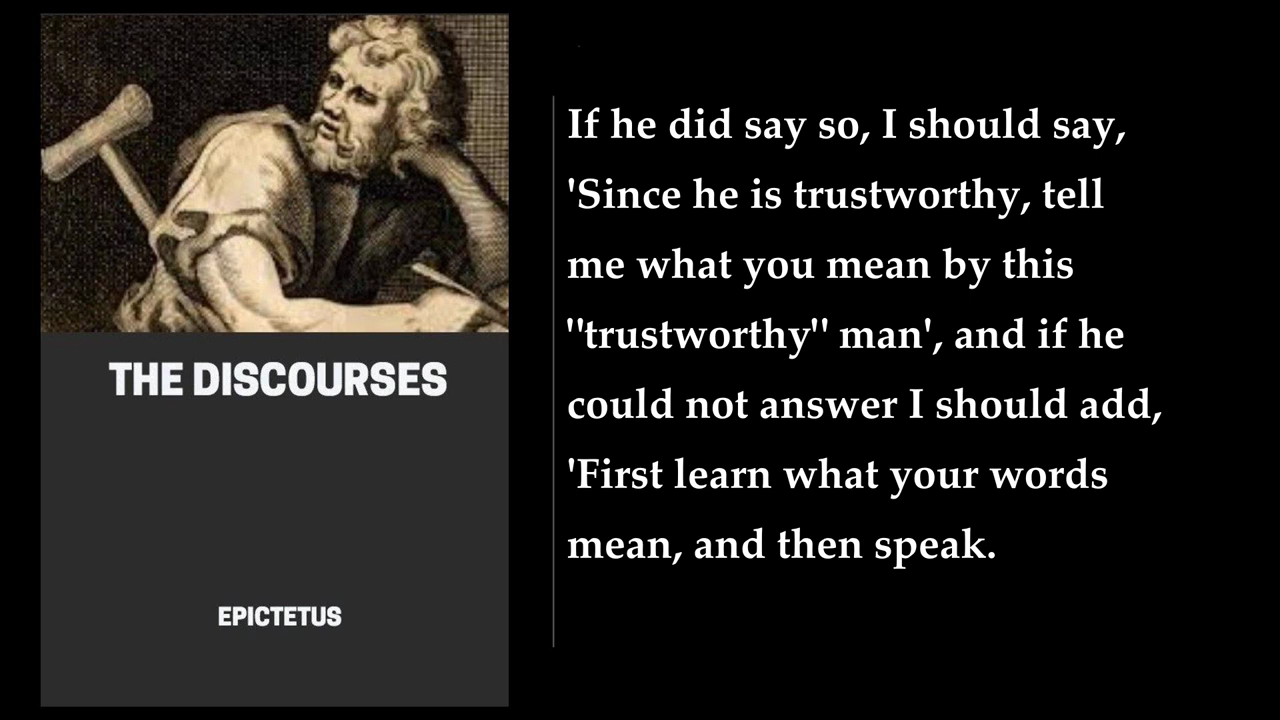 THE DISCOURSES
EPICTETUS
If he did say so, I should say,
'Since he is trustworthy, tell
me what you mean by this
"trustworthy" man', and if he
could not answer I should add,
'First learn what your words
mean, and then speak.